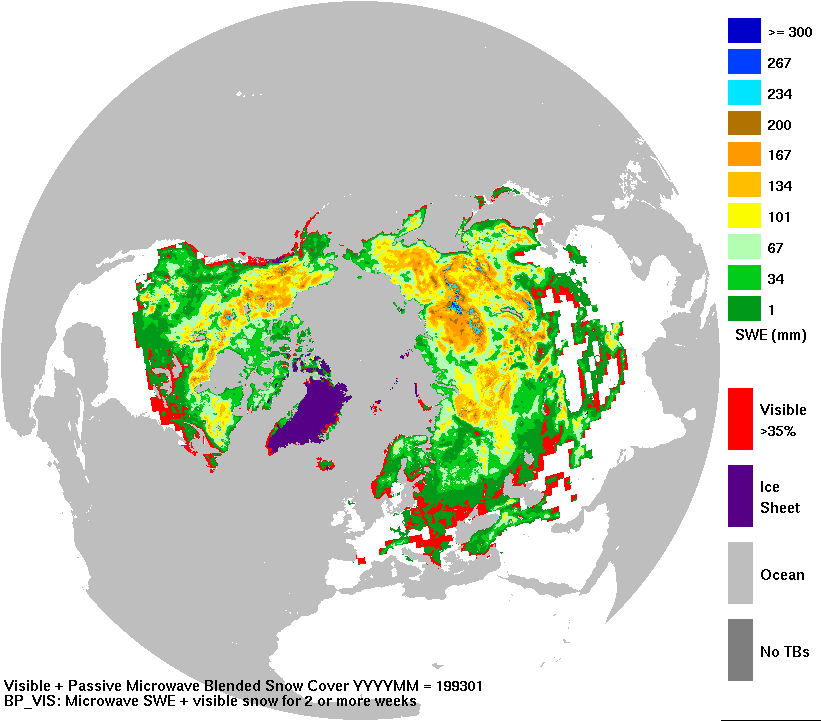 >= 300
267
234
200
167
134
101
67
34
1
SWE (mm)
Visible
>35%
Ice
Sheet
Ocean
No TBs
Visible + Passive Microwave Blended Snow Cover YYYYMM = 199301
BP_VIS: Microwave SWE + visible snow for 2 or more weeks